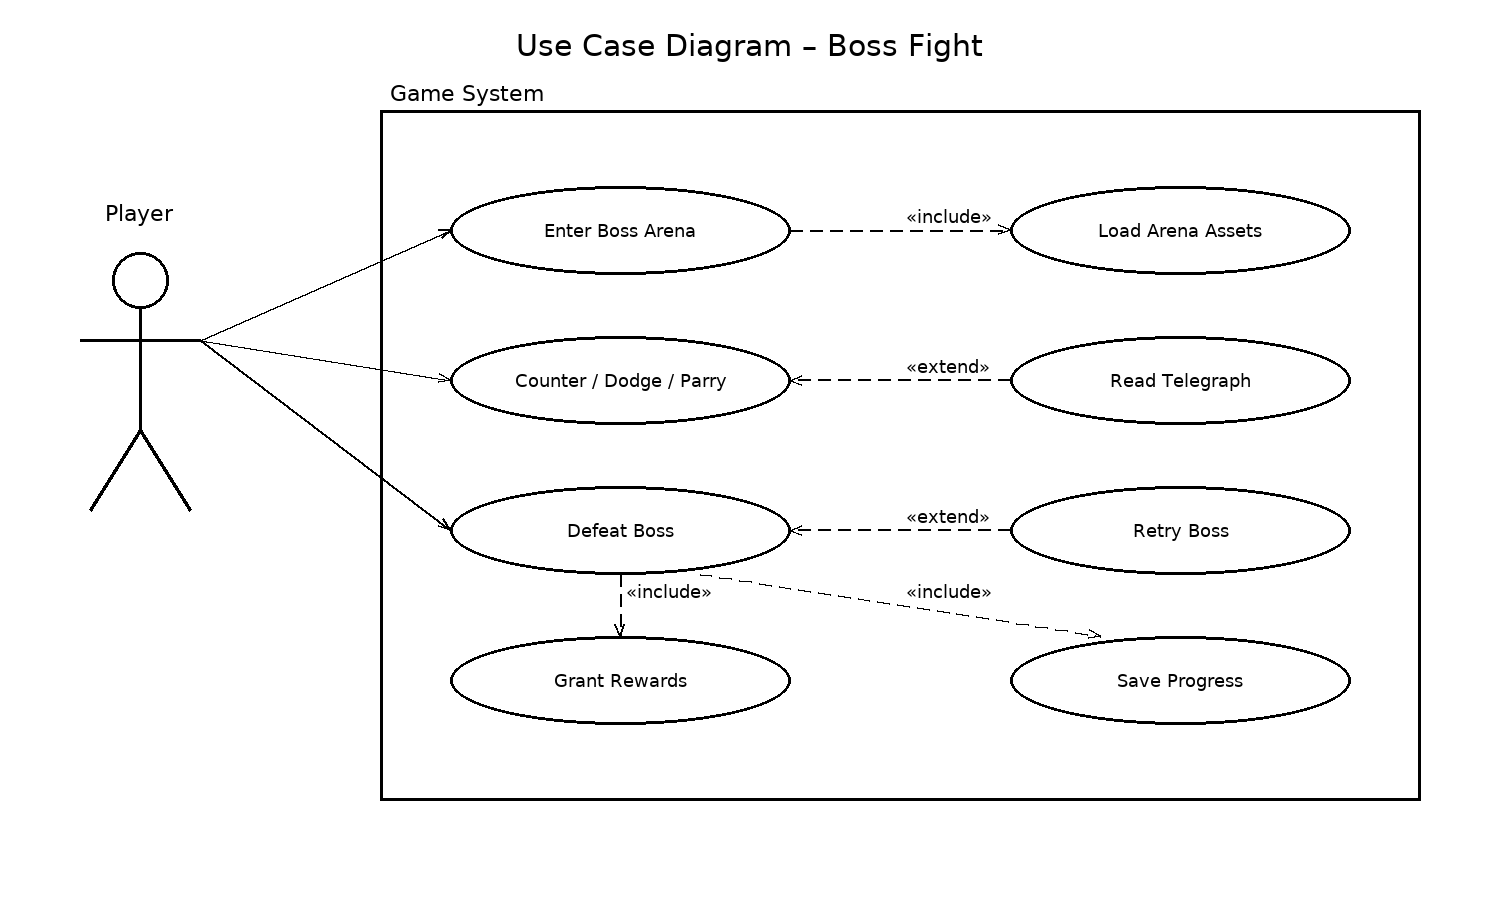 Use Case Diagram – Boss Fight
Game System
Player
Enter Boss Arena
«include»
Load Arena Assets
Counter / Dodge / Parry
«extend»
Read Telegraph
Defeat Boss
«extend»
Retry Boss
«include»
«include»
Grant Rewards
Save Progress